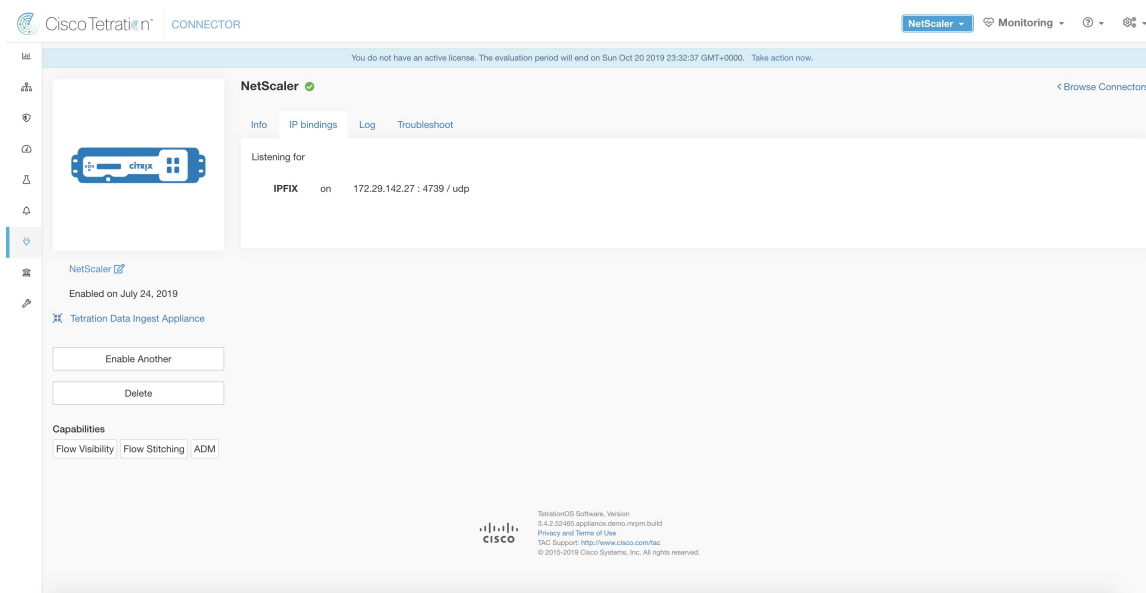 Cisco Tetration™ CONNECTOR NetScaler Monitoring
You do not have an active license. The evaluation period will end on Sun Oct 20 2019 23:32:37 GMT+0000. Take action now.
NetScaler
< Browse Connectors
Info IP bindings Log Troubleshoot
Listening for
IPFIX on 172.29.142.27 : 4739 / udp
CITRIX
NetScaler
Enabled on July 24, 2019
Tetration Data Ingest Appliance
Enable Another
Delete
Capabilities
Flow Visibility Flow Stitching ADM
CISCO
TetrationOS Software, Version
3.4.2.52465.appliance.demo.mrpm.build
Privacy and Terms of Use
TAC Support: http://www.cisco.com/tac
© 2015-2019 Cisco Systems, Inc. All rights reserved.